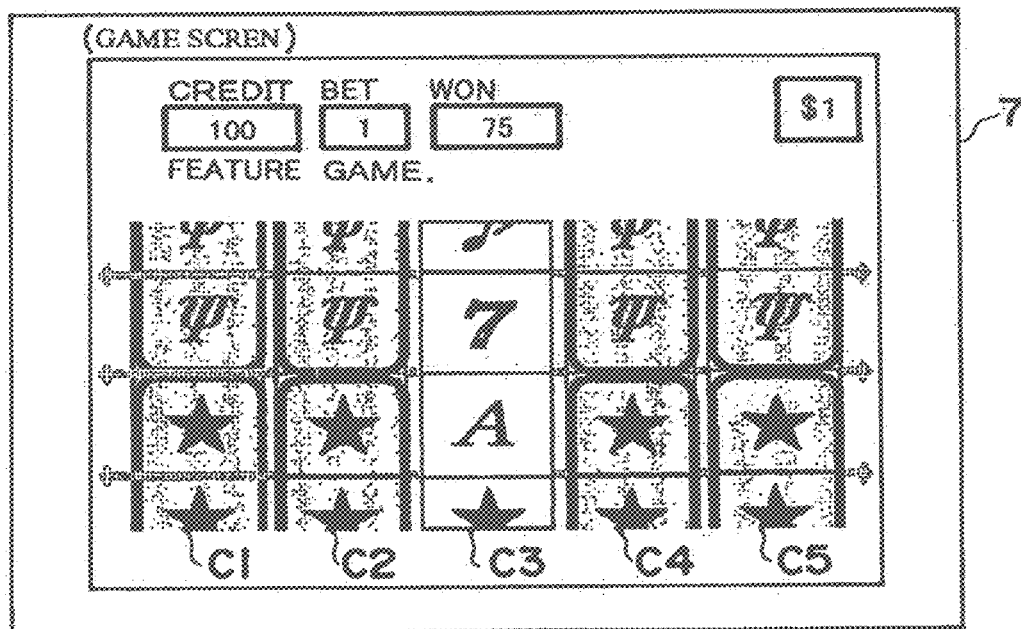 (GAME SCREN)
CREDIT BET WON
100 1 75 $1
FEATURE GAME.
7
7
A
C1 C2 C3 C4 C5